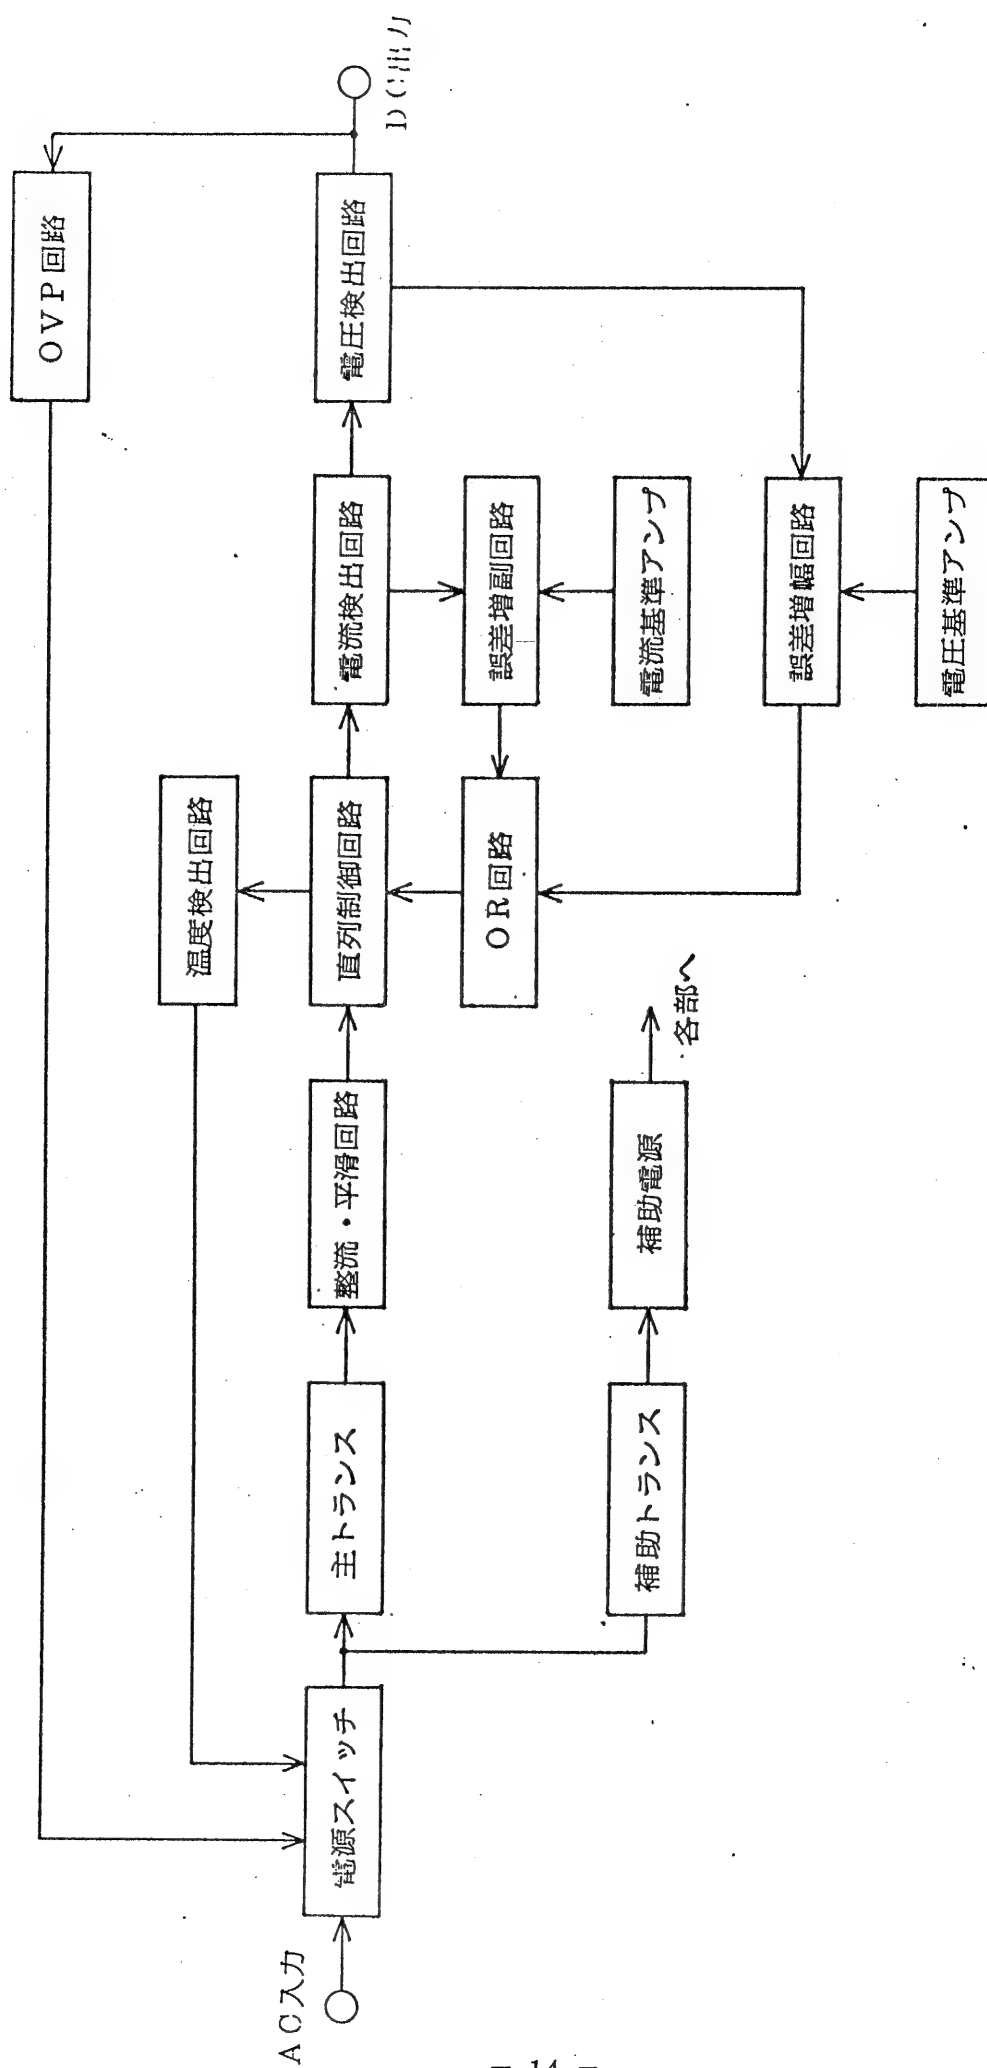 OVP回路
DC出力
温度検出回路
AC入力
電源スイッチ
主トランス
整流・平滑回路
直列制御回路
電流検出回路
電圧検出回路
OR回路
誤差増副回路
補助トランス
補助電源
各部へ
電流基準アンプ
誤差増幅回路
電圧基準アンプ
- 14 -